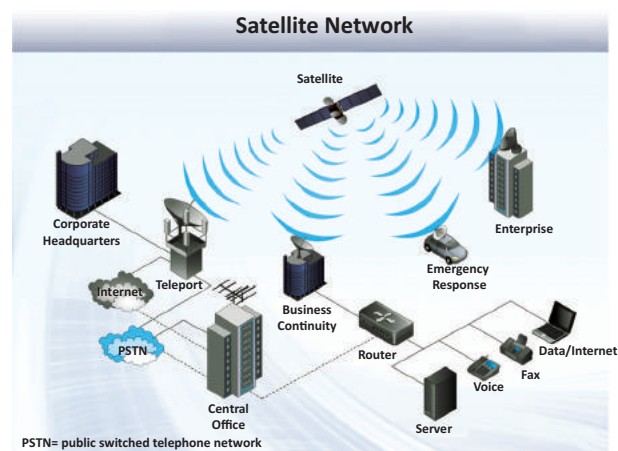 Satellite Network
Satellite
Corporate
Headquarters
Enterprise
Emergency
Response
Teleport
Internet
Business
Continuity
PSTN
Router
Data/Internet
Fax
Voice
Central
Office
Server
PSTN= public switched telephone network